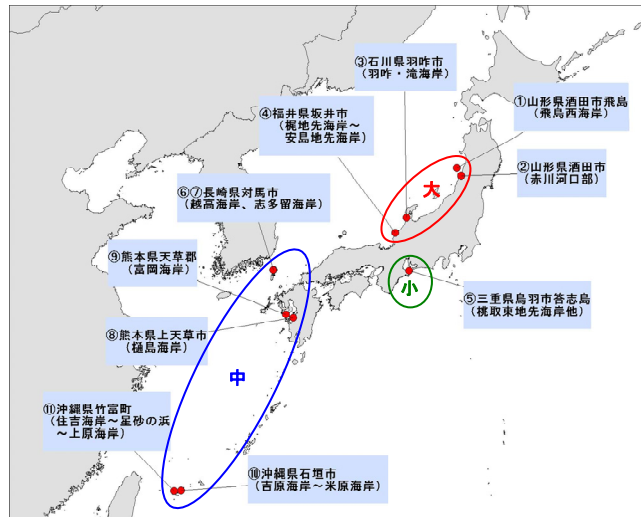 ③石川県羽咋市
(羽咋・滝海岸)
④福井県坂井市
(梶地先海岸～
安島地先海岸)
①山形県酒田市飛島
(飛島西海岸)
②山形県酒田市
(赤川河口部)
⑥⑦長崎県対馬市
(越高海岸、志多留海岸)
⑨熊本県天草郡
(富岡海岸)
⑧熊本県上天草市
(樋島海岸)
⑤三重県鳥羽市答志島
(桃取東地先海岸他)
⑪沖縄県竹富町
(住吉海岸～星砂の浜
～上原海岸)
⑩沖縄県石垣市
(吉原海岸～米原海岸)
大
小
中